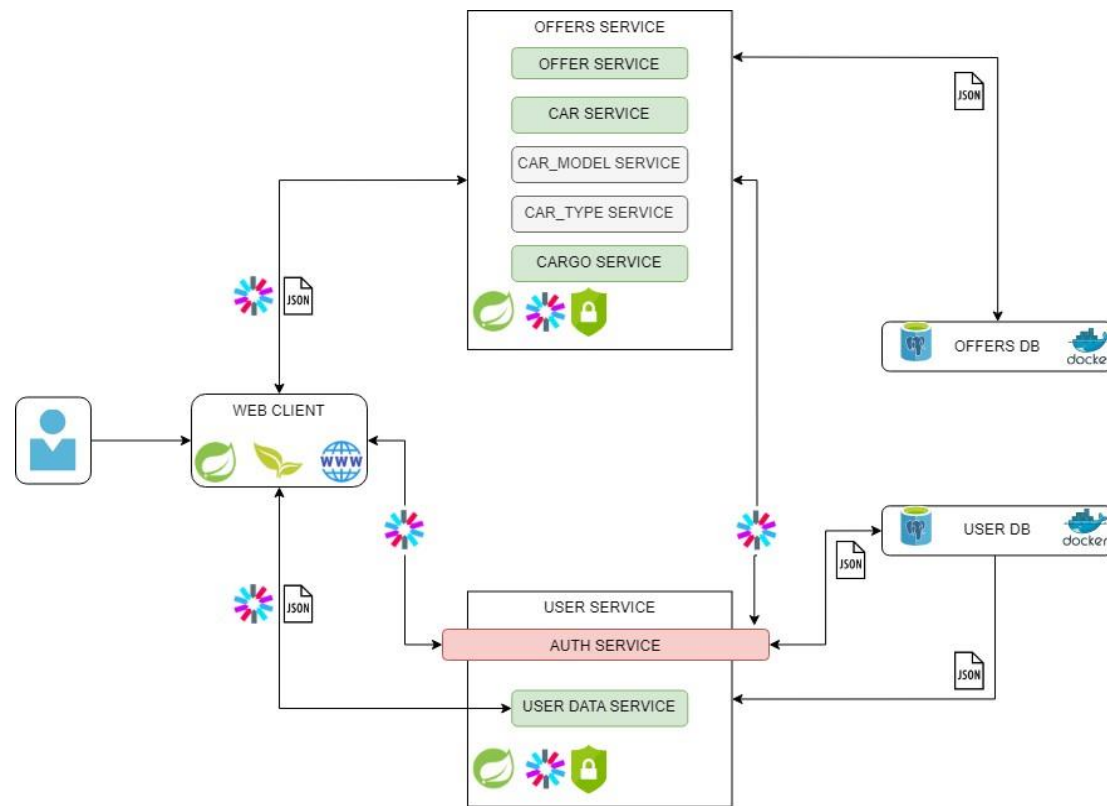 OFFERS SERVICE
OFFER SERVICE
JSON
CAR SERVICE
CAR_MODEL SERVICE
CAR_TYPE SERVICE
CARGO SERVICE
JSON
OFFERS DB
docker
WEB CLIENT
WWW
USER DB
docker
JSON
JSON
USER SERVICE
AUTH SERVICE
JSON
USER DATA SERVICE